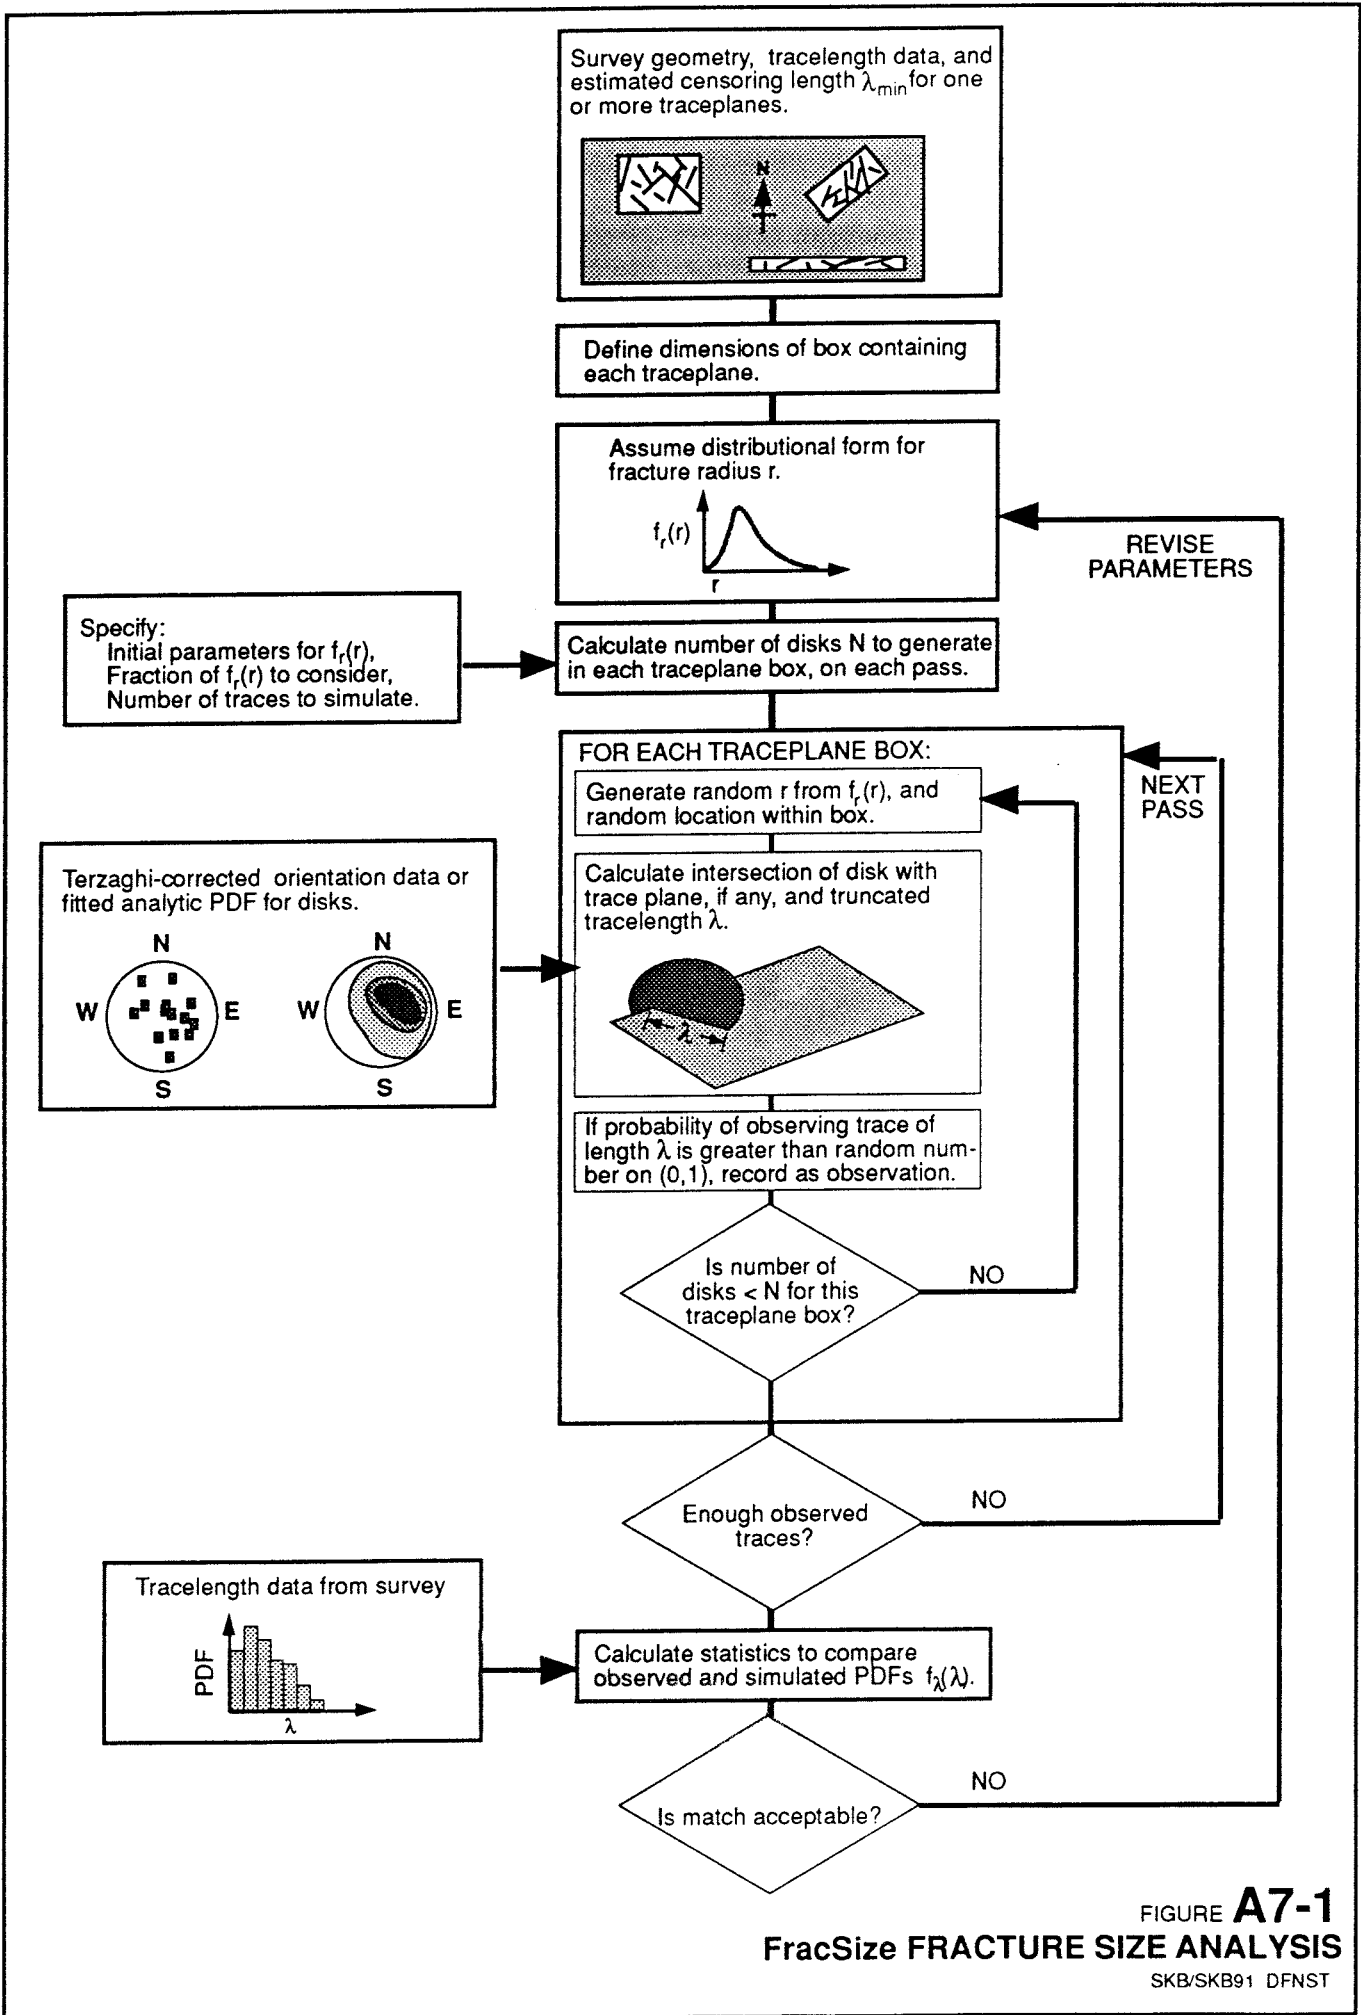 Survey geometry, tracelength data, and
estimated censoring length λmin for one
or more traceplanes.
N
Define dimensions of box containing
each traceplane.
Assume distributional form for
fracture radius r.
fr(r)
r
REVISE
PARAMETERS
Specify:
Initial parameters for fr(r),
Fraction of fr(r) to consider,
Number of traces to simulate.
Calculate number of disks N to generate
in each traceplane box, on each pass.
FOR EACH TRACEPLANE BOX:
NEXT
PASS
Generate random r from fr(r), and
random location within box.
Terzaghi-corrected orientation data or
fitted analytic PDF for disks.
N
W
E
S
N
W
E
S
Calculate intersection of disk with
trace plane, if any, and truncated
tracelength λ.
λ
If probability of observing trace of
length λ is greater than random num-
ber on (0,1), record as observation.
Is number of
disks < N for this
traceplane box?
NO
Enough observed
traces?
NO
Tracelength data from survey
PDF
λ
Calculate statistics to compare
observed and simulated PDFs fλ(λ).
Is match acceptable?
NO
FIGURE A7-1
FracSize FRACTURE SIZE ANALYSIS
SKB/SKB91 DFNST